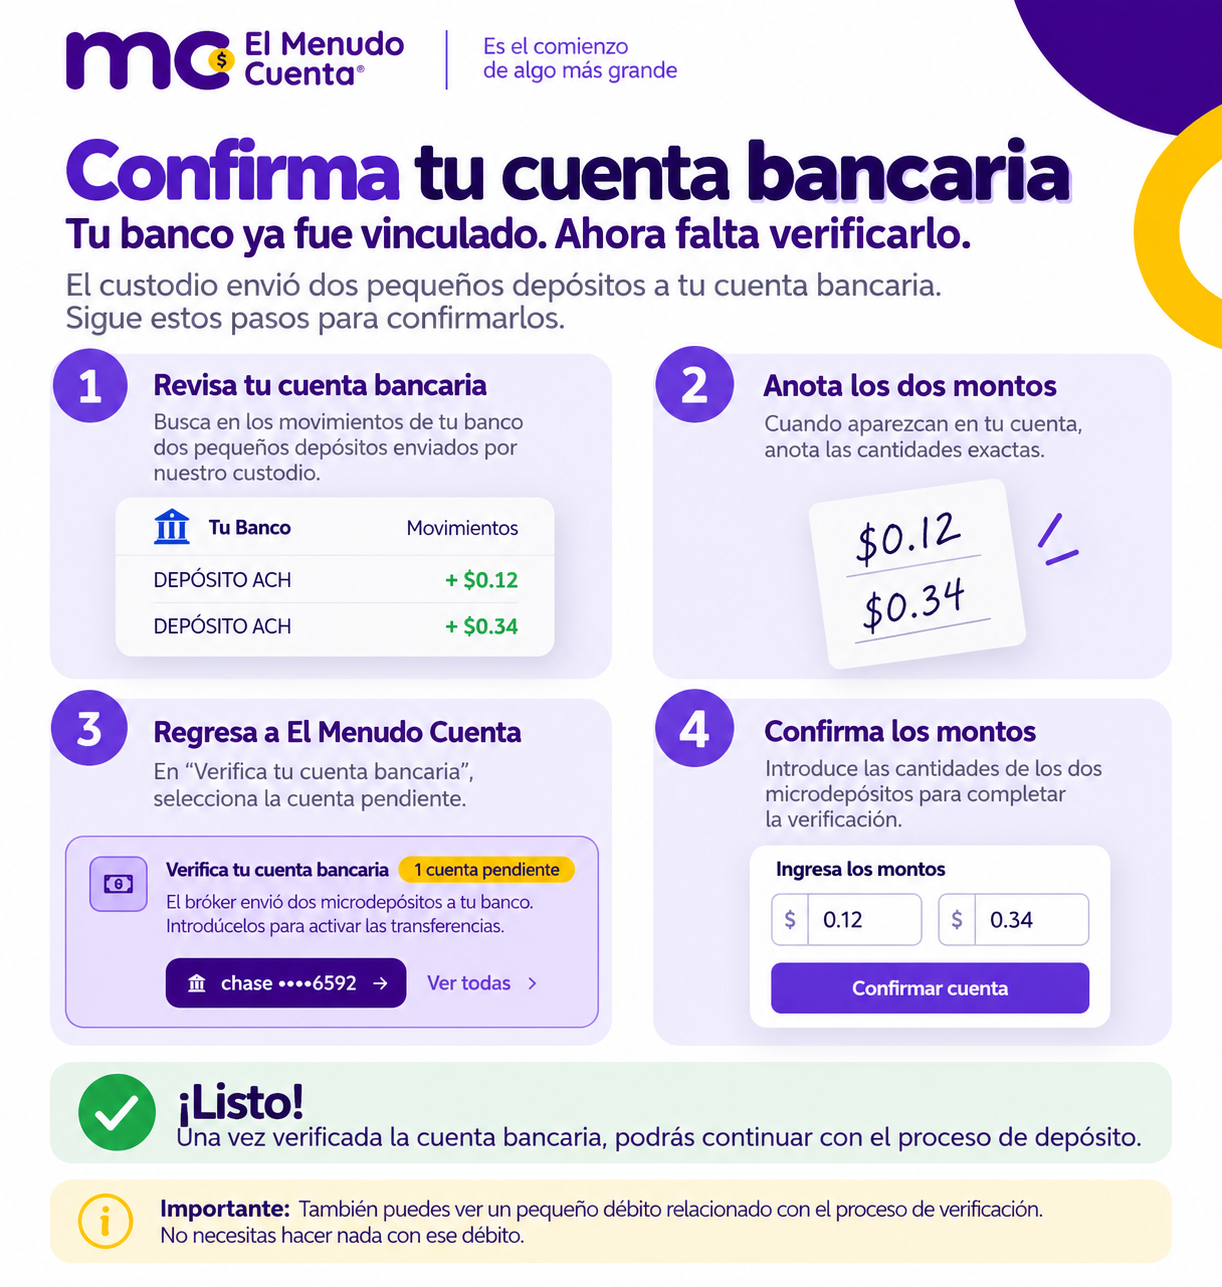 mc$ El Menudo
Cuenta®
Es el comienzo
de algo más grande
Confirma tu cuenta bancaria
Tu banco ya fue vinculado. Ahora falta verificarlo.
El custodio envió dos pequeños depósitos a tu cuenta bancaria.
Sigue estos pasos para confirmarlos.
1
Revisa tu cuenta bancaria
Busca en los movimientos de tu banco
dos pequeños depósitos enviados por
nuestro custodio.
Tu Banco Movimientos
DEPÓSITO ACH + $0.12
DEPÓSITO ACH + $0.34
2
Anota los dos montos
Cuando aparezcan en tu cuenta,
anota las cantidades exactas.
$0.12
$0.34
3
Regresa a El Menudo Cuenta
En “Verifica tu cuenta bancaria”,
selecciona la cuenta pendiente.
Verifica tu cuenta bancaria 1 cuenta pendiente
El bróker envió dos microdepósitos a tu banco.
Introdúcelos para activar las transferencias.
chase ••••6592 → Ver todas >
4
Confirma los montos
Introduce las cantidades de los dos
microdepósitos para completar
la verificación.
Ingresa los montos
$ 0.12 $ 0.34
Confirmar cuenta
¡Listo!
Una vez verificada la cuenta bancaria, podrás continuar con el proceso de depósito.
Importante: También puedes ver un pequeño débito relacionado con el proceso de verificación.
No necesitas hacer nada con ese débito.